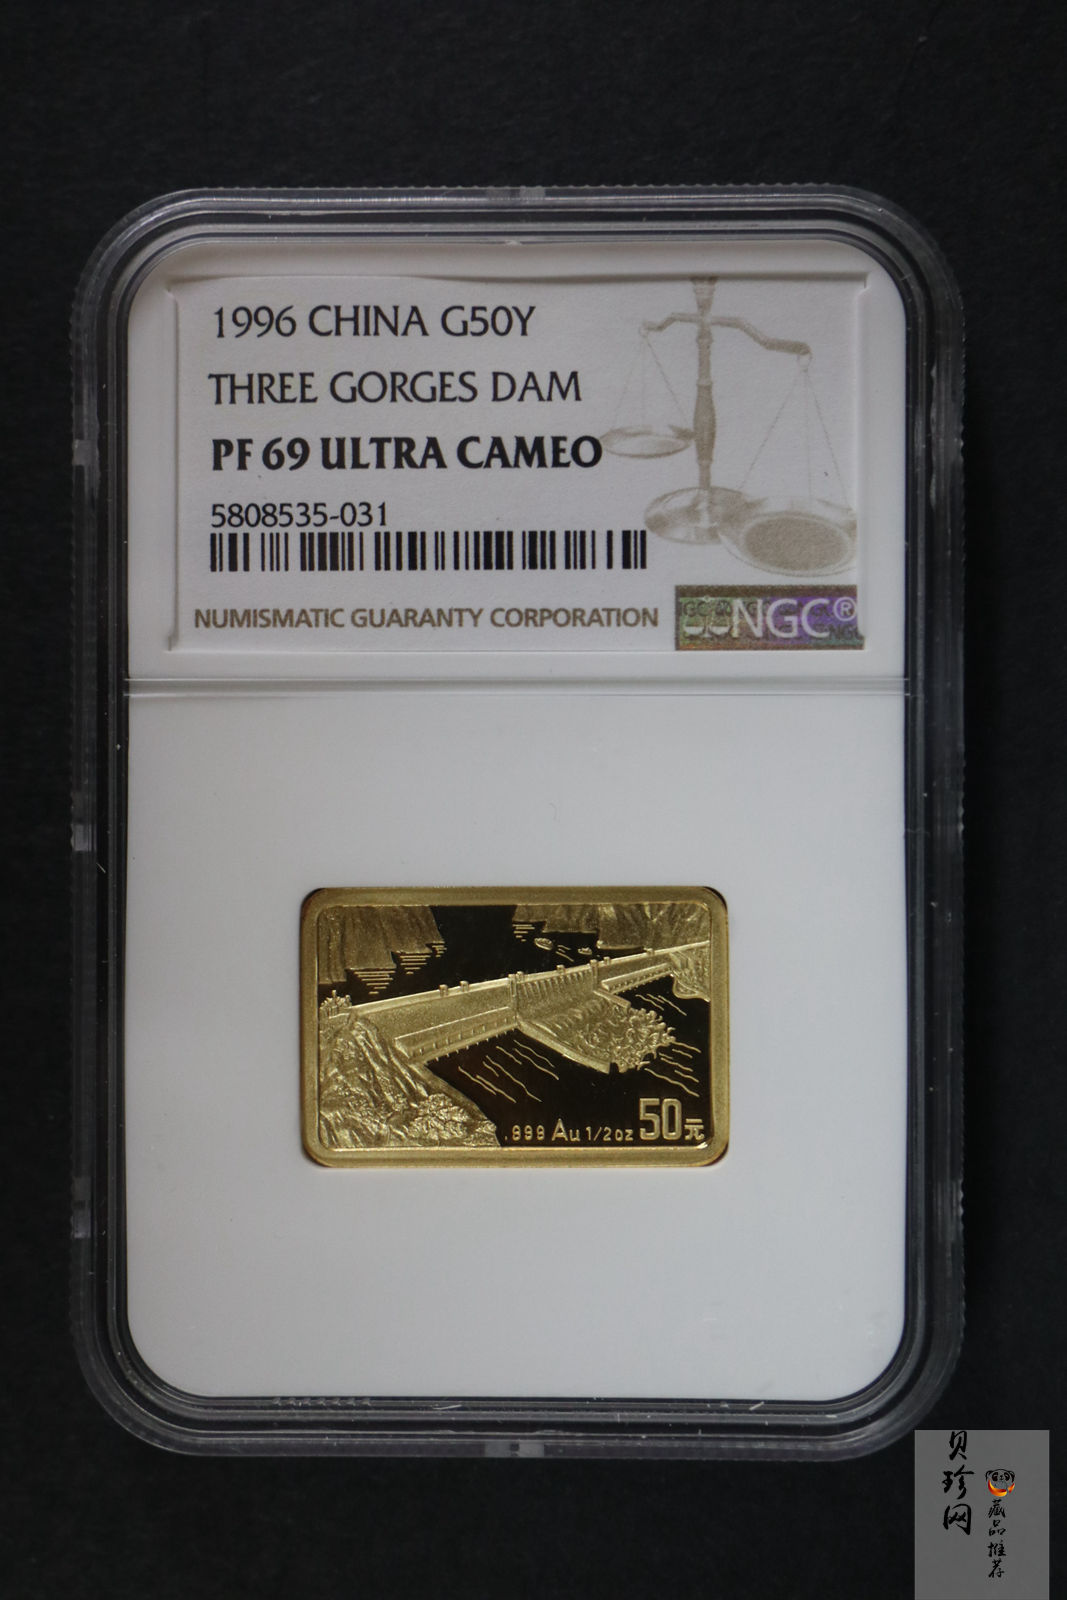 1996 CHINA G50Y
THREE GORGES DAM
PF 69 ULTRA CAMEO
5808535-031
NUMISMATIC GUARANTY CORPORATION
NGC®
.999 Au 1/2oz 50元
贝珍网
藏品推荐